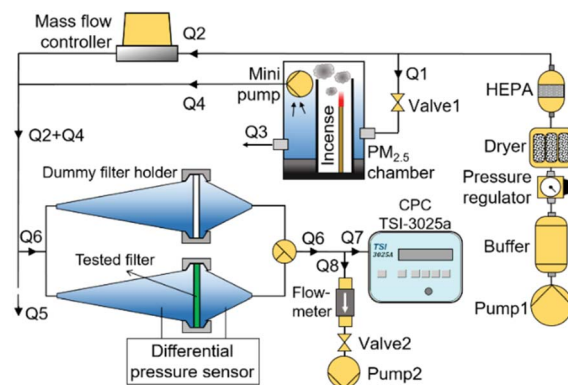 Mass flow
controller
Q2
Mini
pump
Q4
Q3
Incense
Q1
Valve1
PM2.5
chamber
HEPA
Dryer
Pressure
regulator
Buffer
Pump1
Q2+Q4
Dummy filter holder
Q6
Tested filter
Q5
Differential
pressure sensor
Q6
Q7
Q8
CPC
TSI-3025a
TSI
3025A
Flow-
meter
Valve2
Pump2